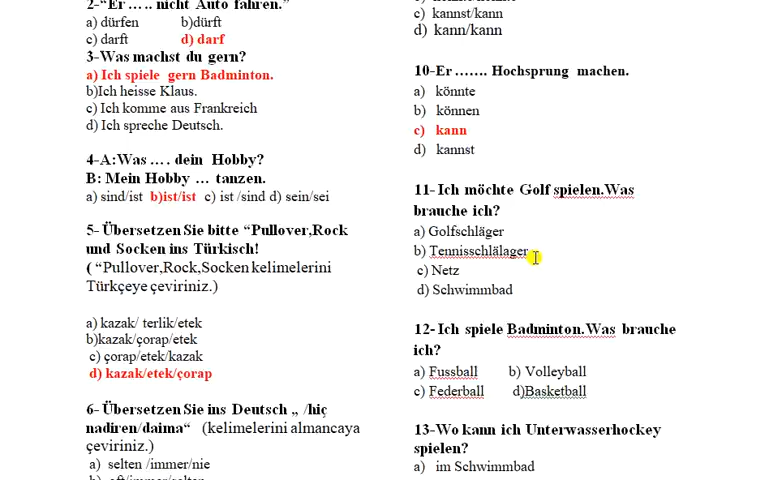 2-“Er ….. nicht Auto fahren.”
a) dürfen b)dürft
c) darft d) darf
3-Was machst du gern?
a) Ich spiele gern Badminton.
b)Ich heisse Klaus.
c) Ich komme aus Frankreich
d) Ich spreche Deutsch.
4-A:Was …. dein Hobby?
B: Mein Hobby … tanzen.
a) sind/ist b)ist/ist c) ist /sind d) sein/sei
5- Übersetzen Sie bitte “Pullover,Rock
und Socken ins Türkisch!
( “Pullover,Rock,Socken kelimelerini
Türkçeye çeviriniz.)
a) kazak/ terlik/etek
b)kazak/çorap/etek
c) çorap/etek/kazak
d) kazak/etek/çorap
6- Übersetzen Sie ins Deutsch „ /hiç
nadiren/daima“ (kelimelerini almancaya
çeviriniz.)
a) selten /immer/nie
c) kannst/kann
d) kann/kann
10-Er ……. Hochsprung machen.
a) könnte
b) können
c) kann
d) kannst
11- Ich möchte Golf spielen.Was
brauche ich?
a) Golfschläger
b) Tennisschlälager
c) Netz
d) Schwimmbad
12- Ich spiele Badminton.Was brauche
ich?
a) Fussball b) Volleyball
c) Federball d)Basketball
13-Wo kann ich Unterwasserhockey
spielen?
a) im Schwimmbad